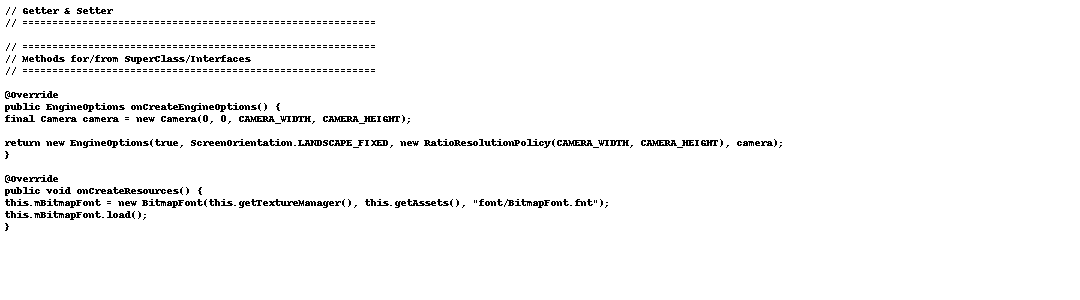 // Getter & Setter
// ===========================================================
// ===========================================================
// Methods for/from SuperClass/Interfaces
// ===========================================================
@Override
public EngineOptions onCreateEngineOptions() {
final Camera camera = new Camera(0, 0, CAMERA_WIDTH, CAMERA_HEIGHT);
return new EngineOptions(true, ScreenOrientation.LANDSCAPE_FIXED, new RatioResolutionPolicy(CAMERA_WIDTH, CAMERA_HEIGHT), camera);
}
@Override
public void onCreateResources() {
this.mBitmapFont = new BitmapFont(this.getTextureManager(), this.getAssets(), "font/BitmapFont.fnt");
this.mBitmapFont.load();
}